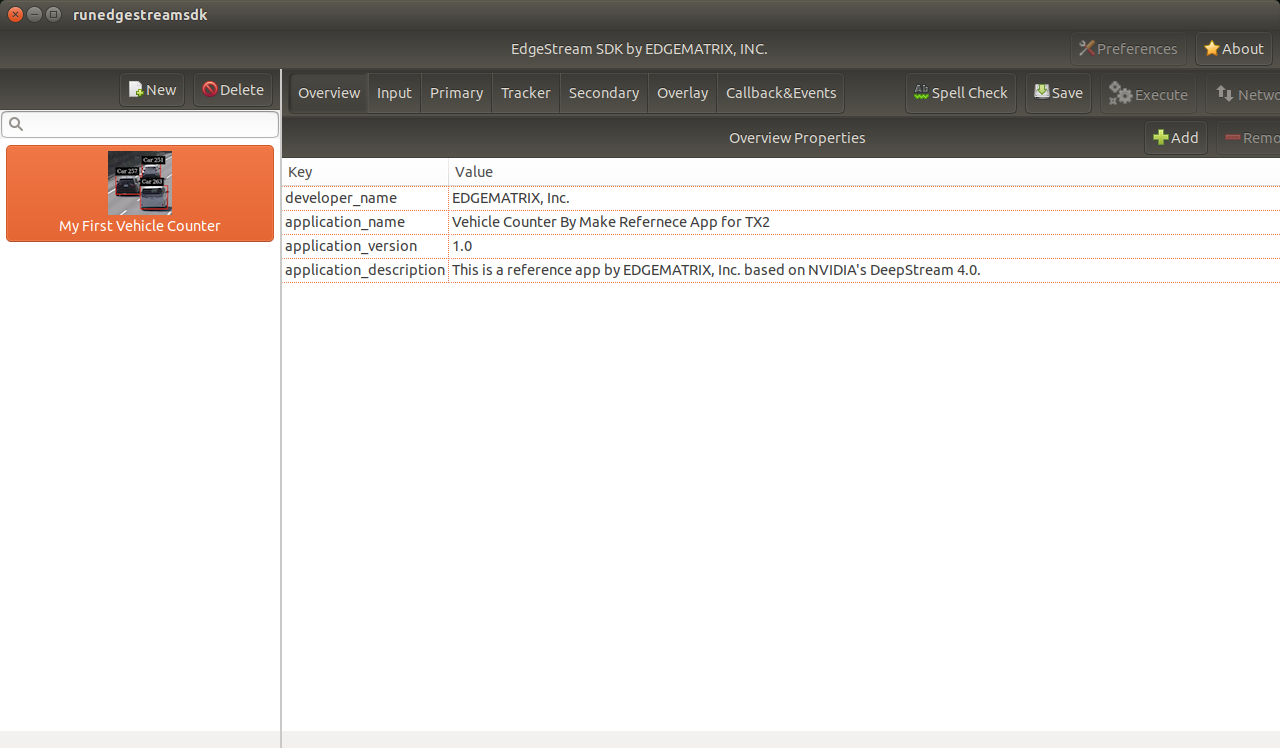 runedgestreamsdk
EdgeStream SDK by EDGEMATRIX, INC.
Preferences
About
New
Delete
Overview
Input
Primary
Tracker
Secondary
Overlay
Callback&Events
Spell Check
Save
Execute
Netwo
Overview Properties
Add
Remo
Car 251
Car 257
Car 263
My First Vehicle Counter
Key Value
developer_name EDGEMATRIX, Inc.
application_name Vehicle Counter By Make Refernece App for TX2
application_version 1.0
application_description This is a reference app by EDGEMATRIX, Inc. based on NVIDIA's DeepStream 4.0.